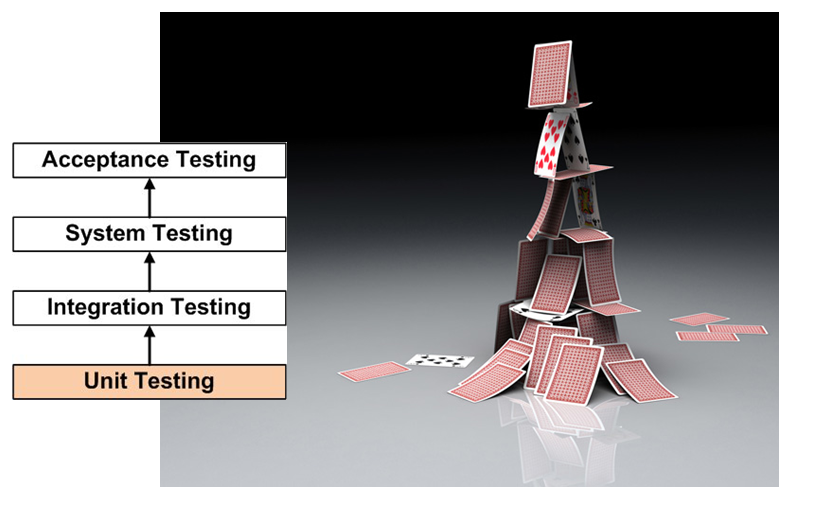 Acceptance Testing
System Testing
Integration Testing
Unit Testing